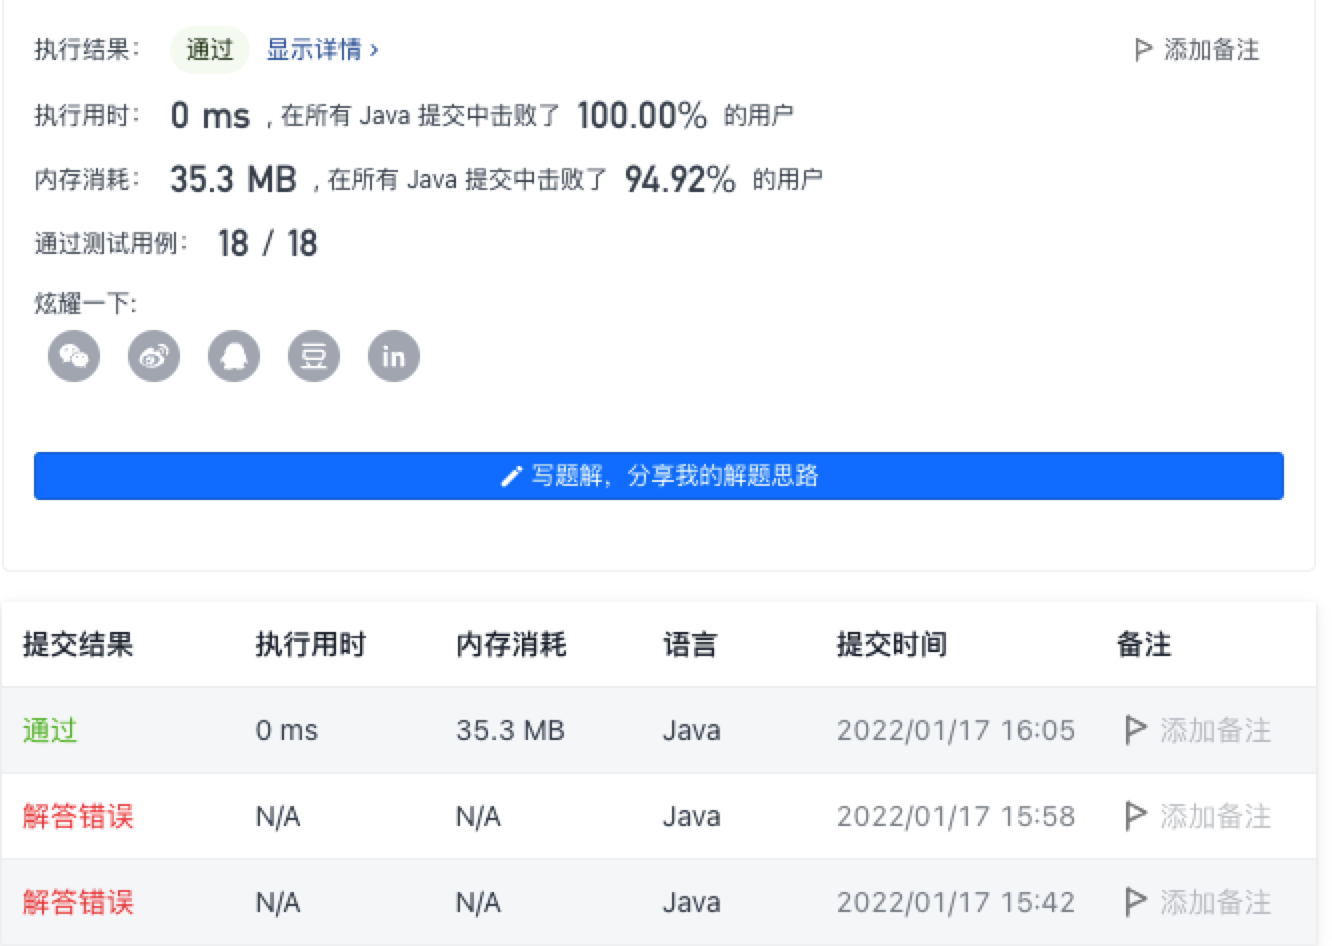 执行结果： 通过 显示详情 › 添加备注
执行用时： 0 ms , 在所有 Java 提交中击败了 100.00% 的用户
内存消耗： 35.3 MB , 在所有 Java 提交中击败了 94.92% 的用户
通过测试用例： 18 / 18
炫耀一下:
豆 in
写题解，分享我的解题思路
提交结果 执行用时 内存消耗 语言 提交时间 备注
通过 0 ms 35.3 MB Java 2022/01/17 16:05 添加备注
解答错误 N/A N/A Java 2022/01/17 15:58 添加备注
解答错误 N/A N/A Java 2022/01/17 15:42 添加备注